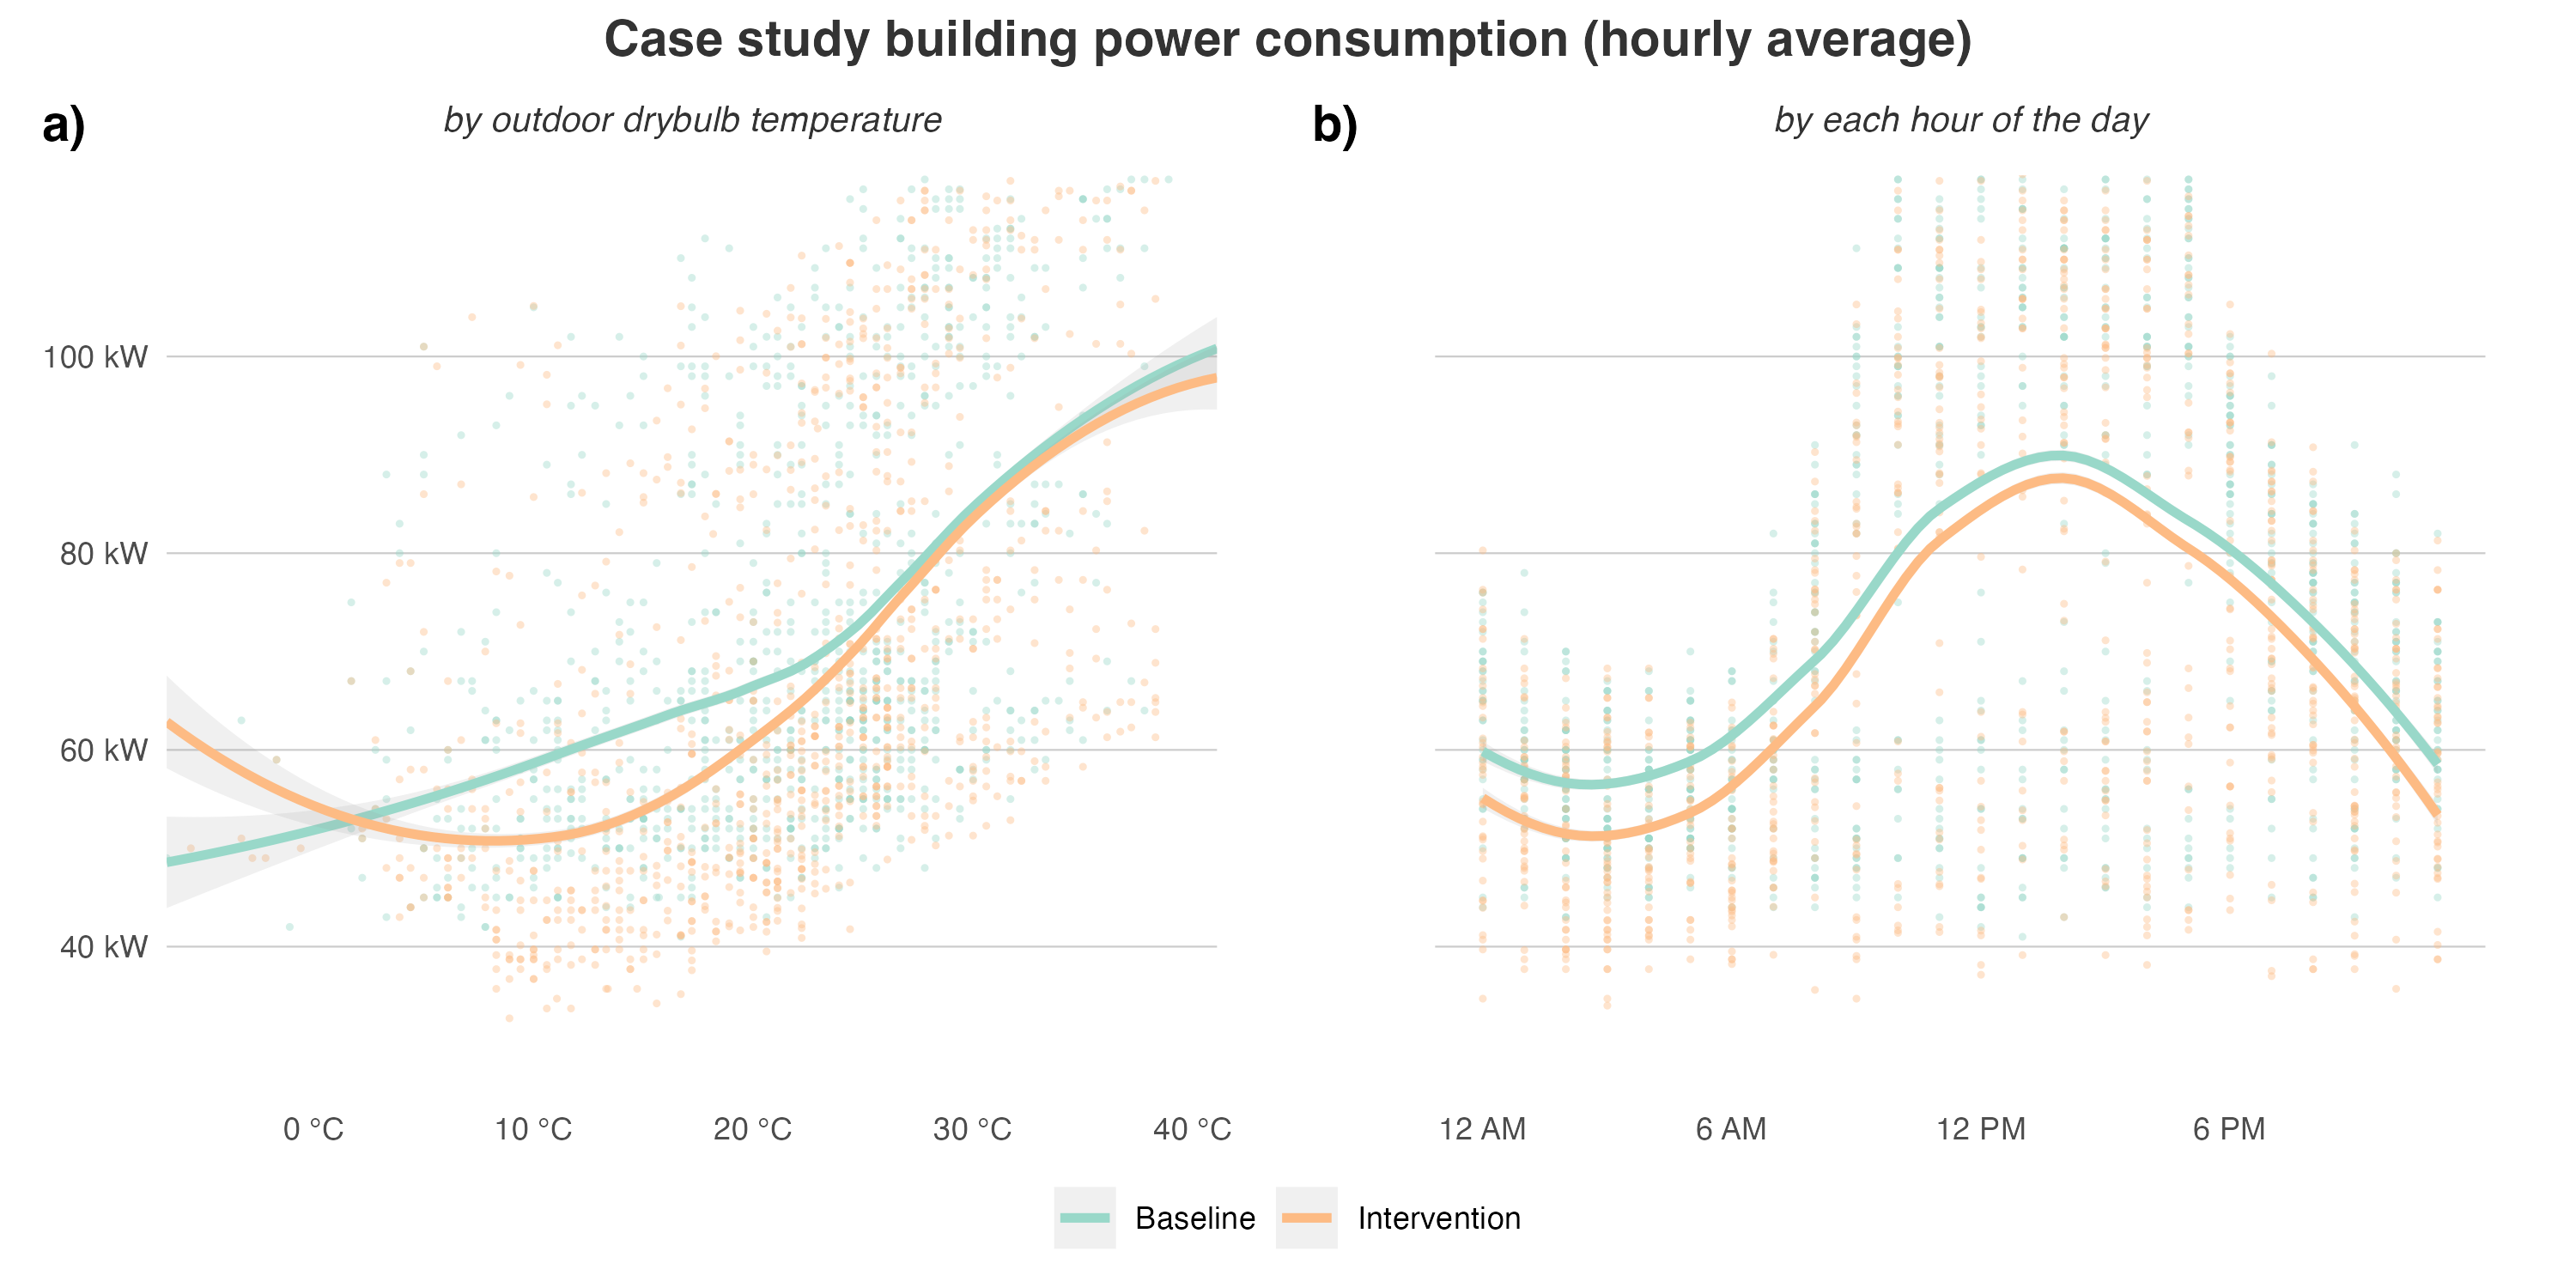 Case study building power consumption (hourly average)
a)
by outdoor drybulb temperature
b)
by each hour of the day
100 kW
80 kW
60 kW
40 kW
0 °C 10 °C 20 °C 30 °C 40 °C
12 AM 6 AM 12 PM 6 PM
Baseline Intervention